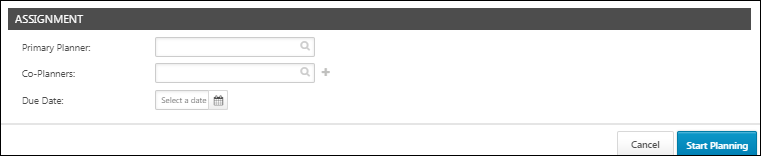 ASSIGNMENT
Primary Planner:
Co-Planners:
Due Date: Select a date
Cancel Start Planning